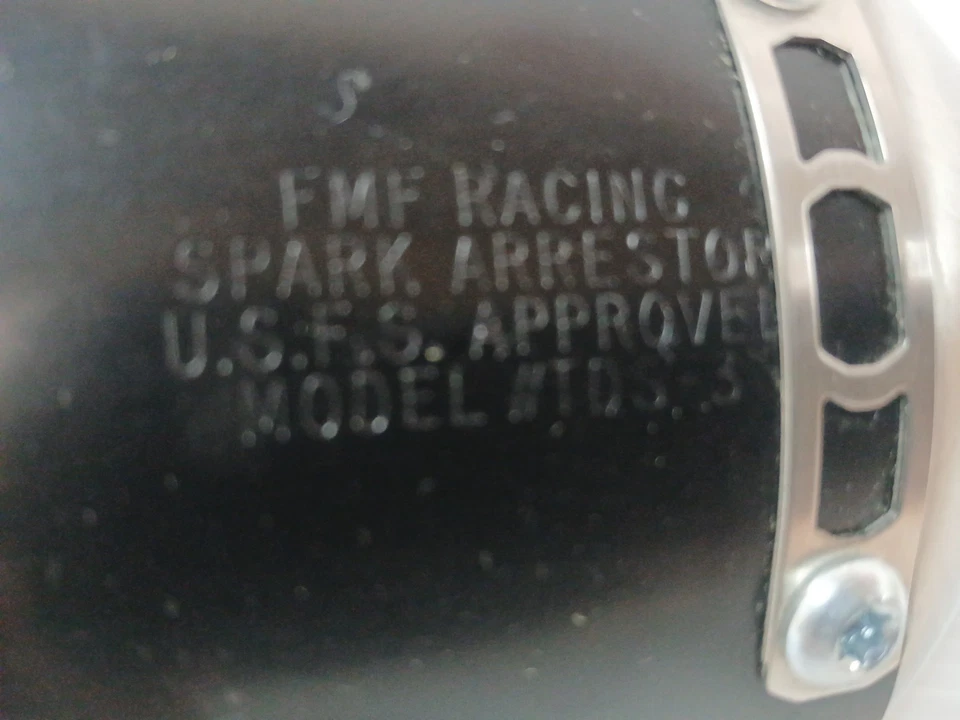 S
FMF RACING
SPARK ARRESTOR
U.S.F.S. APPROVED
MODEL #TDS-3